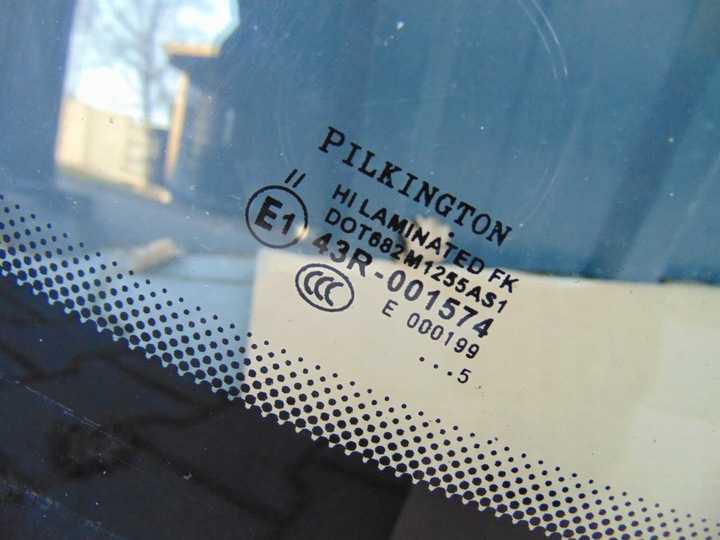 PILKINGTON
II
HI LAMINATED FK
E1
DOT682M1255AS1
43R-001574
CCC
E 000199
...5